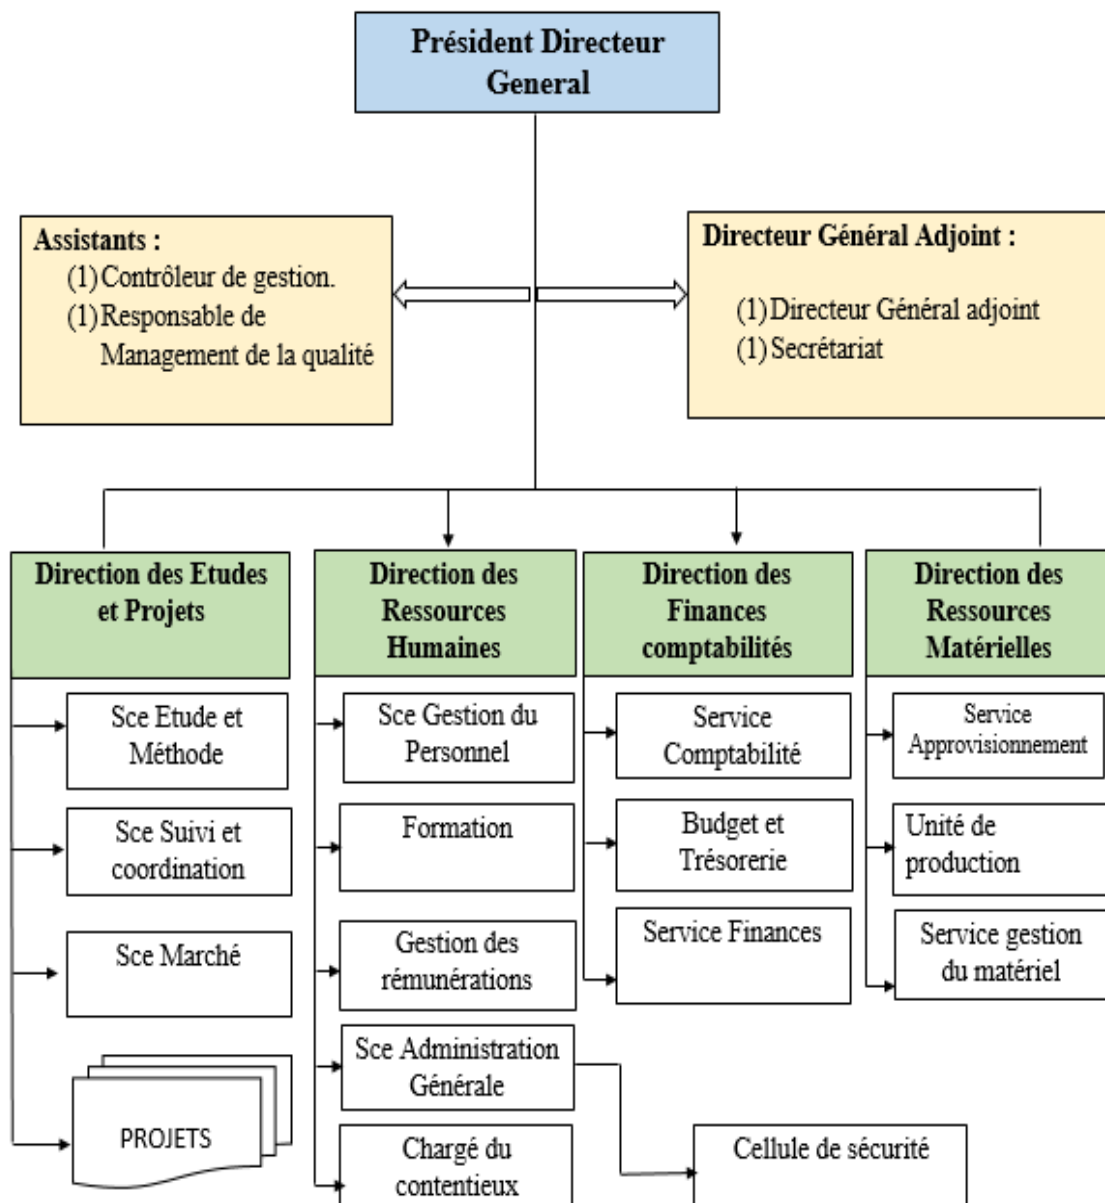 Président Directeur
General
Assistants :
(1) Contrôleur de gestion.
(1) Responsable de
Management de la qualité
Directeur Général Adjoint :
(1) Directeur Général adjoint
(1) Secrétariat
Direction des Etudes
et Projets
Sce Etude et
Méthode
Sce Suivi et
coordination
Sce Marché
PROJETS
Direction des
Ressources
Humaines
Sce Gestion du
Personnel
Formation
Gestion des
rémunérations
Sce Administration
Générale
Chargé du
contentieux
Cellule de sécurité
Direction des
Finances
comptabilités
Service
Comptabilité
Budget et
Trésorerie
Service Finances
Direction des
Ressources
Matérielles
Service
Approvisionnement
Unité de
production
Service gestion
du matériel